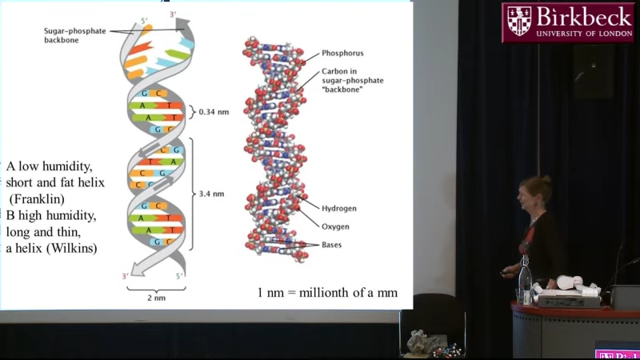 Birkbeck
UNIVERSITY OF LONDON
5'
3'
Sugar-phosphate
backbone
G C
A T
A T
G C
C G
T A
C G
C G
G C
A T
A T
G C
0.34 nm
3.4 nm
3'
5'
2 nm
Phosphorus
Carbon in
sugar-phosphate
"backbone"
Hydrogen
Oxygen
Bases
A low humidity,
short and fat helix
(Franklin)
B high humidity,
long and thin,
a helix (Wilkins)
1 nm = millionth of a mm